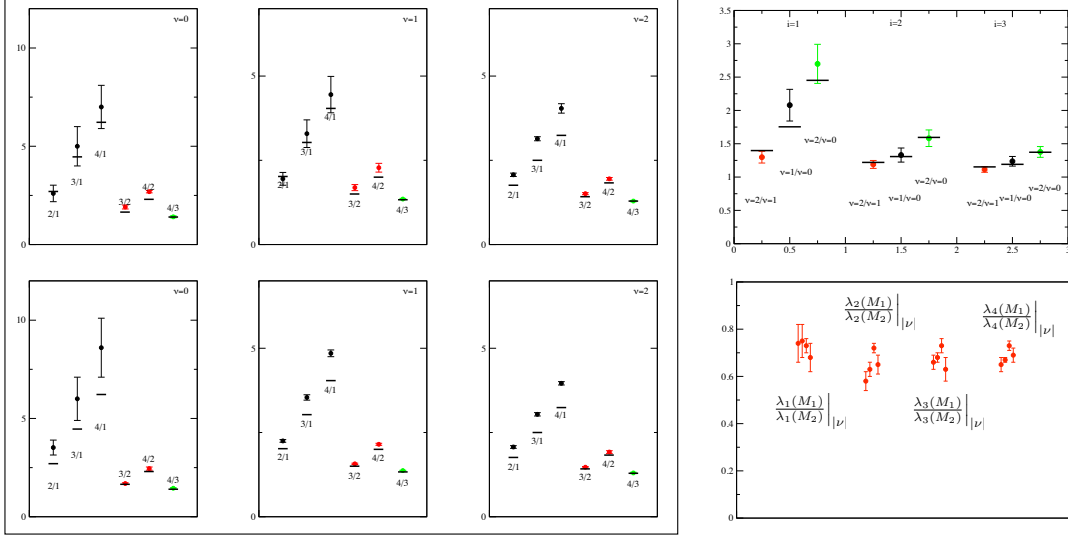 ν=0
10
5
0
2/1
3/1
4/1
3/2
4/2
4/3
ν=1
5
0
2/1
3/1
4/1
3/2
4/2
4/3
ν=2
5
0
2/1
3/1
4/1
3/2
4/2
4/3
ν=0
10
5
0
2/1
3/1
4/1
3/2
4/2
4/3
ν=1
5
0
2/1
3/1
4/1
3/2
4/2
4/3
ν=2
5
0
2/1
3/1
4/1
3/2
4/2
4/3
3.5
3
2.5
2
1.5
1
0.5
0
i=1 i=2 i=3
ν=2/ν=1
ν=1/ν=0
ν=2/ν=0
ν=2/ν=1
ν=1/ν=0
ν=2/ν=0
ν=2/ν=1
ν=1/ν=0
ν=2/ν=0
0 0.5 1 1.5 2 2.5 3
1
0.8
0.6
0.4
0.2
0
λ₂(M₁)
λ₂(M₂)
|ν|
λ₄(M₁)
λ₄(M₂)
|ν|
λ₁(M₁)
λ₁(M₂)
|ν|
λ₃(M₁)
λ₃(M₂)
|ν|